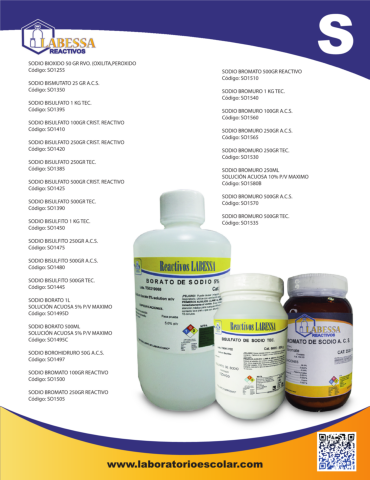 LABESSA
REACTIVOS
S
SODIO BIOXIDO 50 GR RVO. (OXILITA,PEROXIDO
Código: SO1255
SODIO BISMUTATO 25 GR A.C.S.
Código: SO1350
SODIO BISULFATO 1 KG TEC.
Código: SO1395
SODIO BISULFATO 100GR CRIST. REACTIVO
Código: SO1410
SODIO BISULFATO 250GR CRIST. REACTIVO
Código: SO1420
SODIO BISULFATO 250GR TEC.
Código: SO1385
SODIO BISULFATO 500GR CRIST. REACTIVO
Código: SO1425
SODIO BISULFATO 500GR TEC.
Código: SO1390
SODIO BISULFITO 1 KG TEC.
Código: SO1450
SODIO BISULFITO 250GR A.C.S.
Código: SO1475
SODIO BISULFITO 500GR A.C.S.
Código: SO1480
SODIO BISULFITO 500GR TEC.
Código: SO1445
SODIO BORATO 1L
SOLUCIÓN ACUOSA 5% P/V MAXIMO
Código: SO1495D
SODIO BORATO 500ML
SOLUCIÓN ACUOSA 5% P/V MAXIMO
Código: SO1495C
SODIO BOROHIDRURO 50G A.C.S.
Código: SO1497
SODIO BROMATO 100GR REACTIVO
Código: SO1500
SODIO BROMATO 250GR REACTIVO
Código: SO1505
SODIO BROMATO 500GR REACTIVO
Código: SO1510
SODIO BROMURO 1 KG TEC.
Código: SO1540
SODIO BROMURO 100GR A.C.S.
Código: SO1560
SODIO BROMURO 250GR A.C.S.
Código: SO1565
SODIO BROMURO 250GR TEC.
Código: SO1530
SODIO BROMURO 250ML
SOLUCIÓN ACUOSA 10% P/V MAXIMO
Código: SO1580B
SODIO BROMURO 500GR A.C.S.
Código: SO1570
SODIO BROMURO 500GR TEC.
Código: SO1535
Reactivos LABESSA
BORATO DE SODIO 5%
Reactivos LABESSA
BISULFATO DE SODIO TEC.
LABESSA
REACTIVOS
BROMATO DE SODIO A. C. S.
www.laboratorioescolar.com